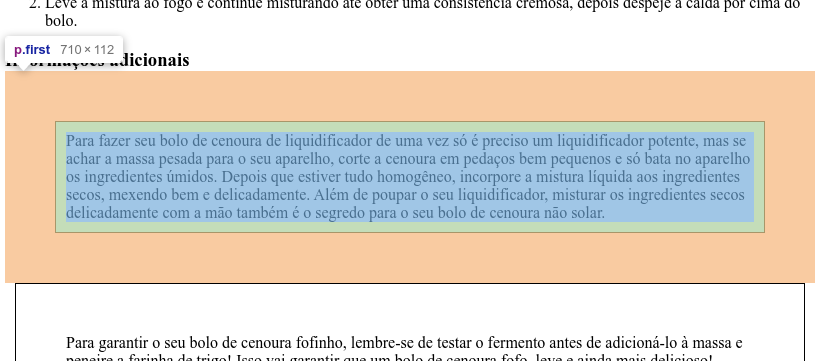 2. Leve a mistura ao fogo e continue misturando até obter uma consistência cremosa, depois despeje a calda por cima do
bolo.
p.first 710 × 112
adicionais
Para fazer seu bolo de cenoura de liquidificador de uma vez só é preciso um liquidificador potente, mas se
achar a massa pesada para o seu aparelho, corte a cenoura em pedaços bem pequenos e só bata no aparelho
os ingredientes úmidos. Depois que estiver tudo homogêneo, incorpore a mistura líquida aos ingredientes
secos, mexendo bem e delicadamente. Além de poupar o seu liquidificador, misturar os ingredientes secos
delicadamente com a mão também é o segredo para o seu bolo de cenoura não solar.
Para garantir o seu bolo de cenoura fofinho, lembre-se de testar o fermento antes de adicioná-lo à massa e
peneire a farinha de trigo! Isso vai garantir que um bolo de cenoura fofo, leve e ainda mais delicioso!